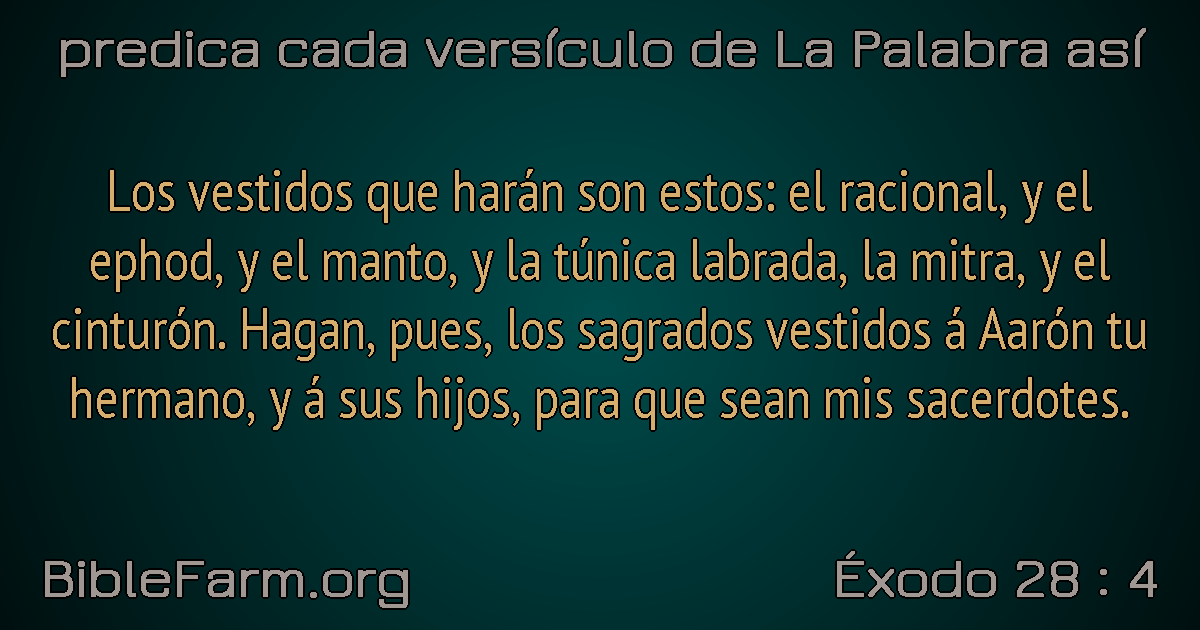 predica cada versículo de La Palabra así
Los vestidos que harán son estos: el racional, y el
ephod, y el manto, y la túnica labrada, la mitra, y el
cinturón. Hagan, pues, los sagrados vestidos á Aarón tu
hermano, y á sus hijos, para que sean mis sacerdotes.
BibleFarm.org
Éxodo 28 : 4